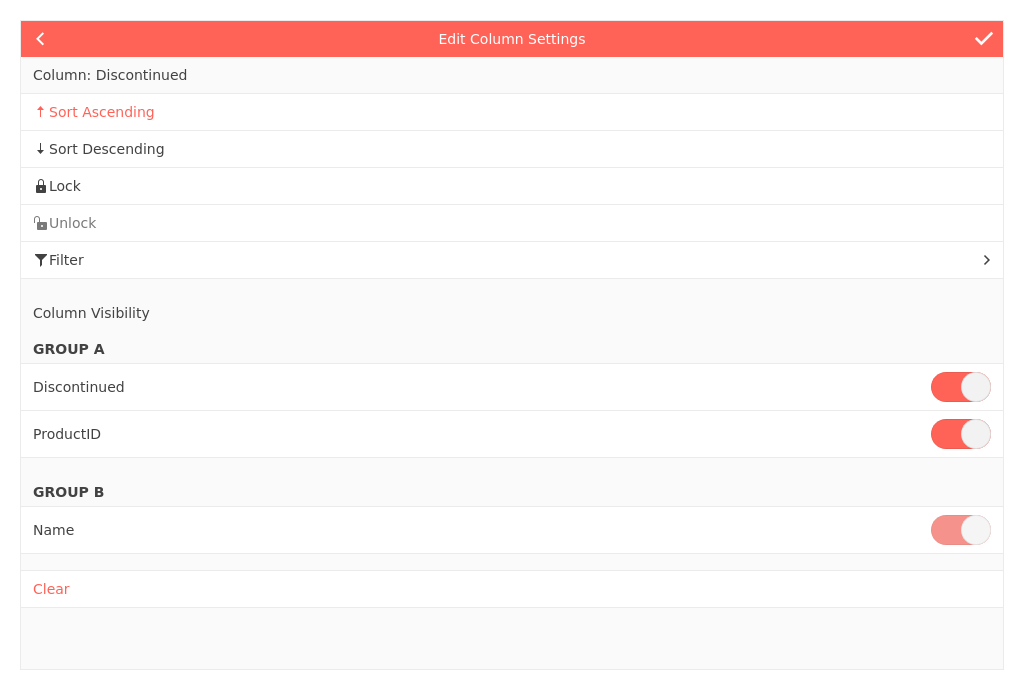 Edit Column Settings
Column: Discontinued
Sort Ascending
Sort Descending
Lock
Unlock
Filter
Column Visibility
GROUP A
Discontinued
ProductID
GROUP B
Name
Clear